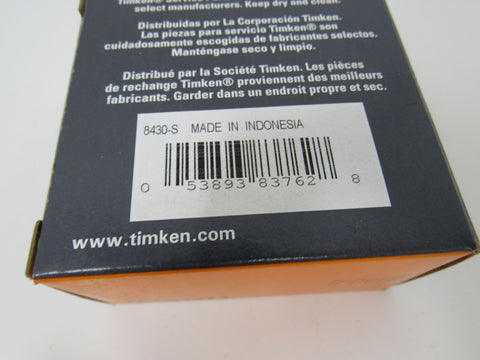 Timken® Service
select manufacturers. Keep dry and clean.
Distribuidas por La Corporación Timken.
Las piezas para servicio Timken® son
cuidadosamente escogidas de fabricantes selectos.
Manténgase seco y limpio.
Distribué par la Société Timken. Les pièces
de rechange Timken® proviennent des meilleurs
fabricants. Garder dans un endroit propre et sec.
8430-S MADE IN INDONESIA
0 53893 83762 8
www.timken.com